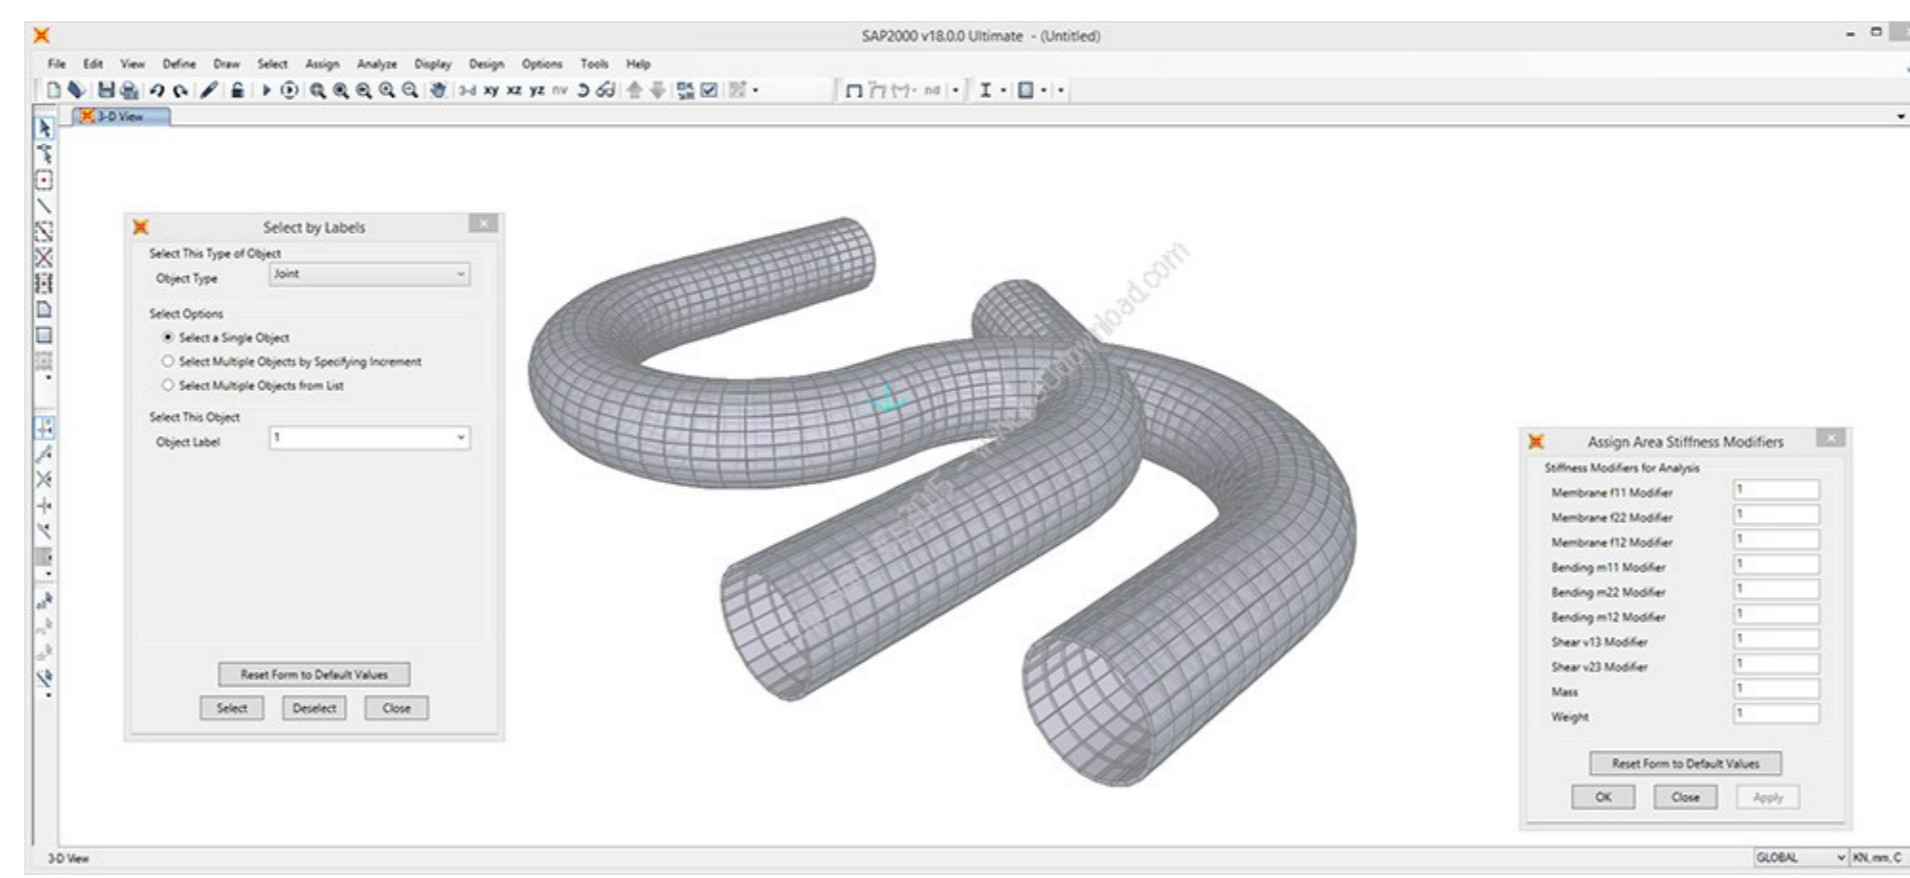 SAP2000 v18.0.0 Ultimate - (Untitled)
File Edit View Define Draw Select Assign Analyze Display Design Options Tools Help
3-d xy xz yz nv
nd
3-D View
Select by Labels
Select This Type of Object
Object Type Joint
Select Options
Select a Single Object
Select Multiple Objects by Specifying Increment
Select Multiple Objects from List
Select This Object
Object Label 1
Reset Form to Default Values
Select Deselect Close
Assign Area Stiffness Modifiers
Stiffness Modifiers for Analysis
Membrane f11 Modifier 1
Membrane f22 Modifier 1
Membrane f12 Modifier 1
Bending m11 Modifier 1
Bending m22 Modifier 1
Bending m12 Modifier 1
Shear v13 Modifier 1
Shear v23 Modifier 1
Mass 1
Weight 1
Reset Form to Default Values
OK Close Apply
3-D View
GLOBAL KN, mm, C